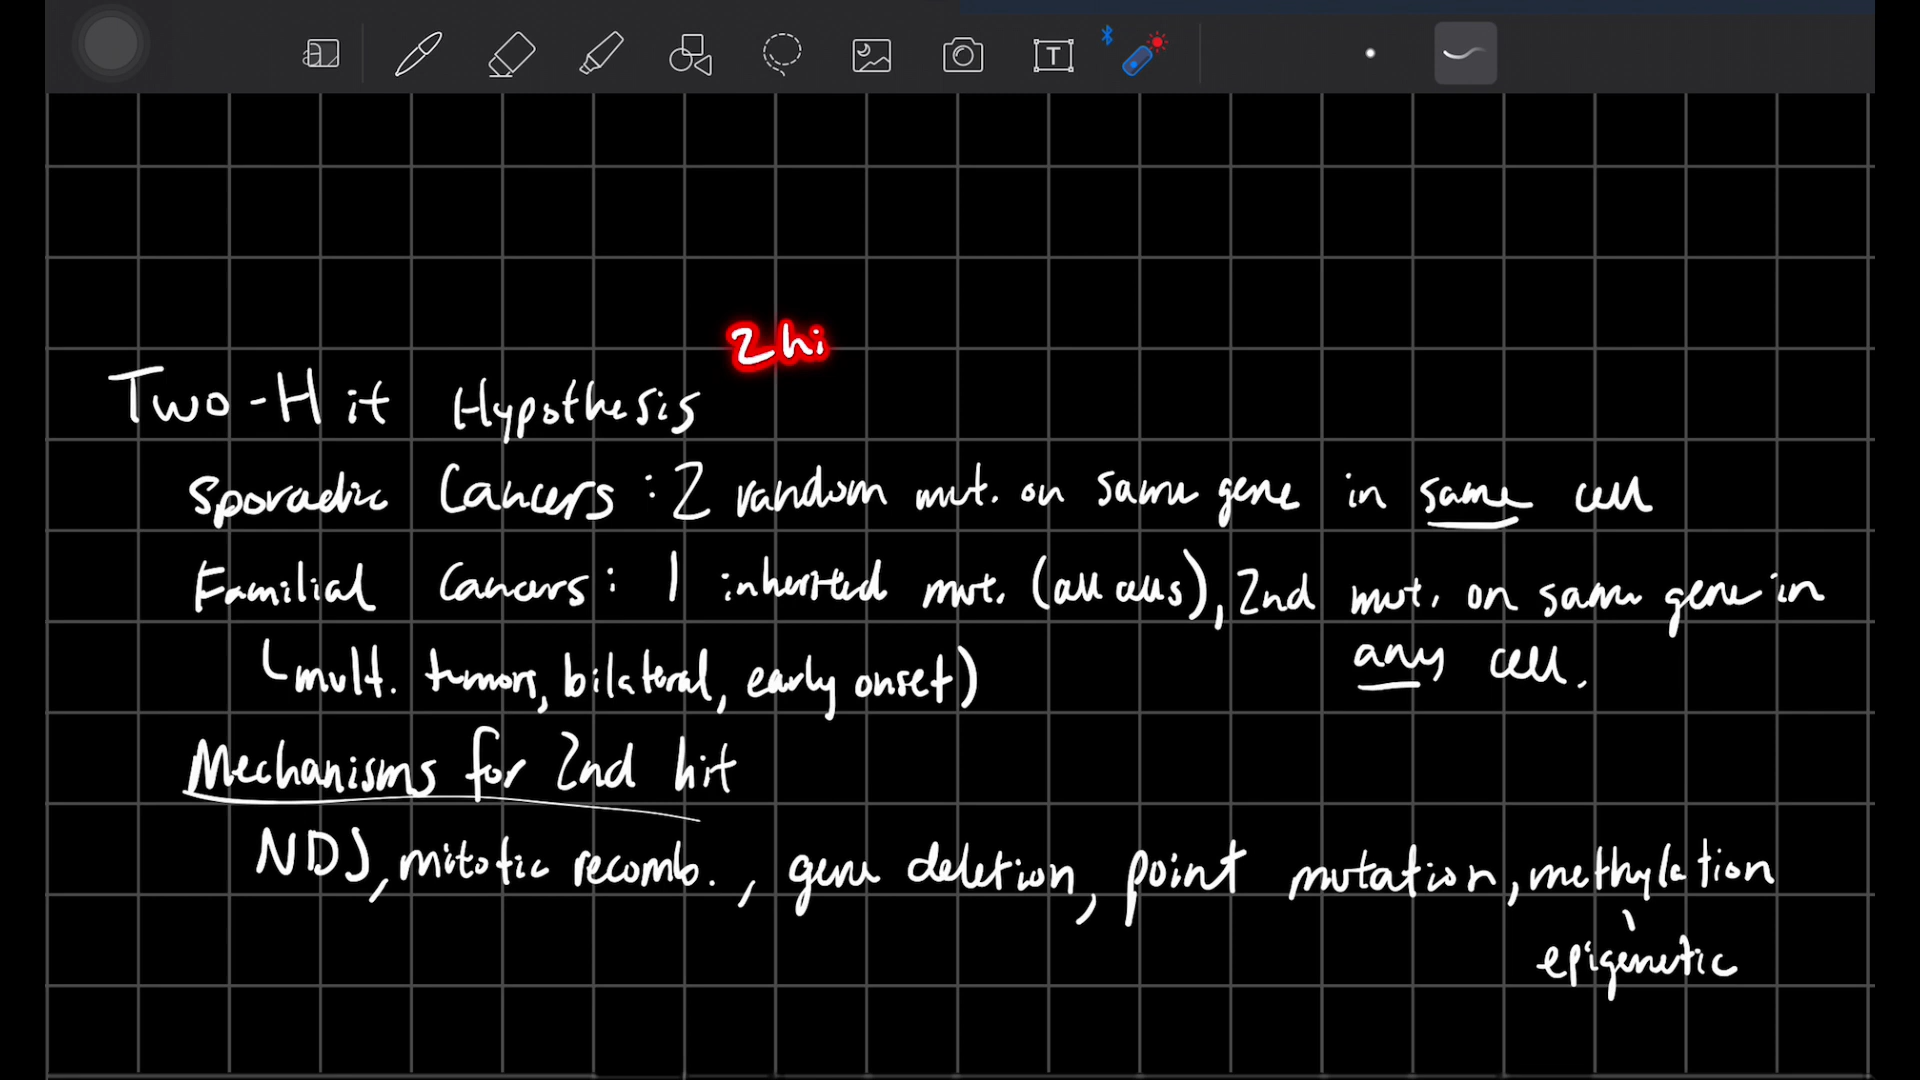 2 hi
Two-Hit Hypothesis
Sporadic Cancers: 2 random mut. on same gene in same cell
Familial Cancers: 1 inherited mut. (all cells), 2nd mut. on same gene in
any cell.
(mult. tumors, bilateral, early onset)
Mechanisms for 2nd hit
NDJ, mitotic recomb., gene deletion, point mutation, methylation
epigenetic